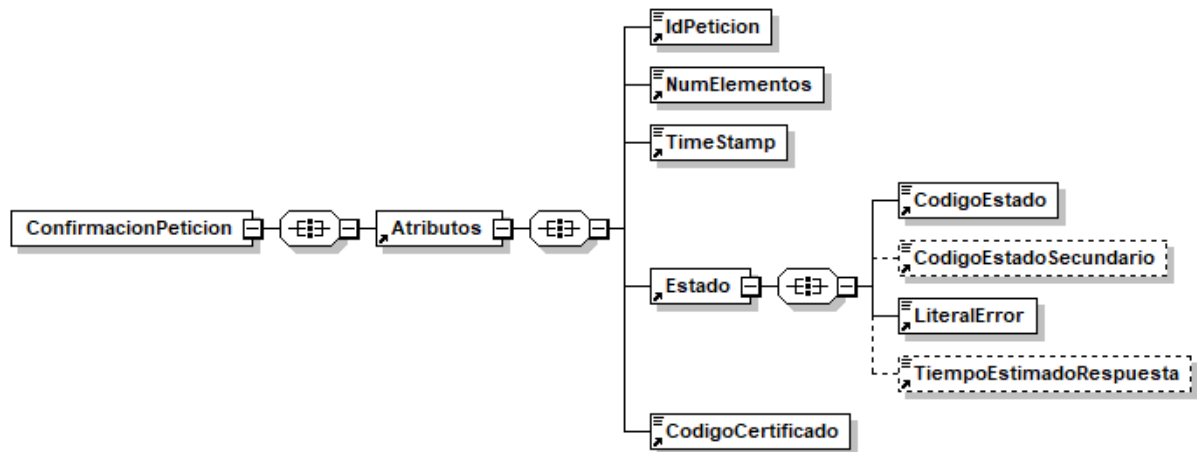 IdPeticion
NumElementos
TimeStamp
ConfirmacionPeticion
Atributos
Estado
CodigoEstado
CodigoEstadoSecundario
LiteralError
TiempoEstimadoRespuesta
CodigoCertificado